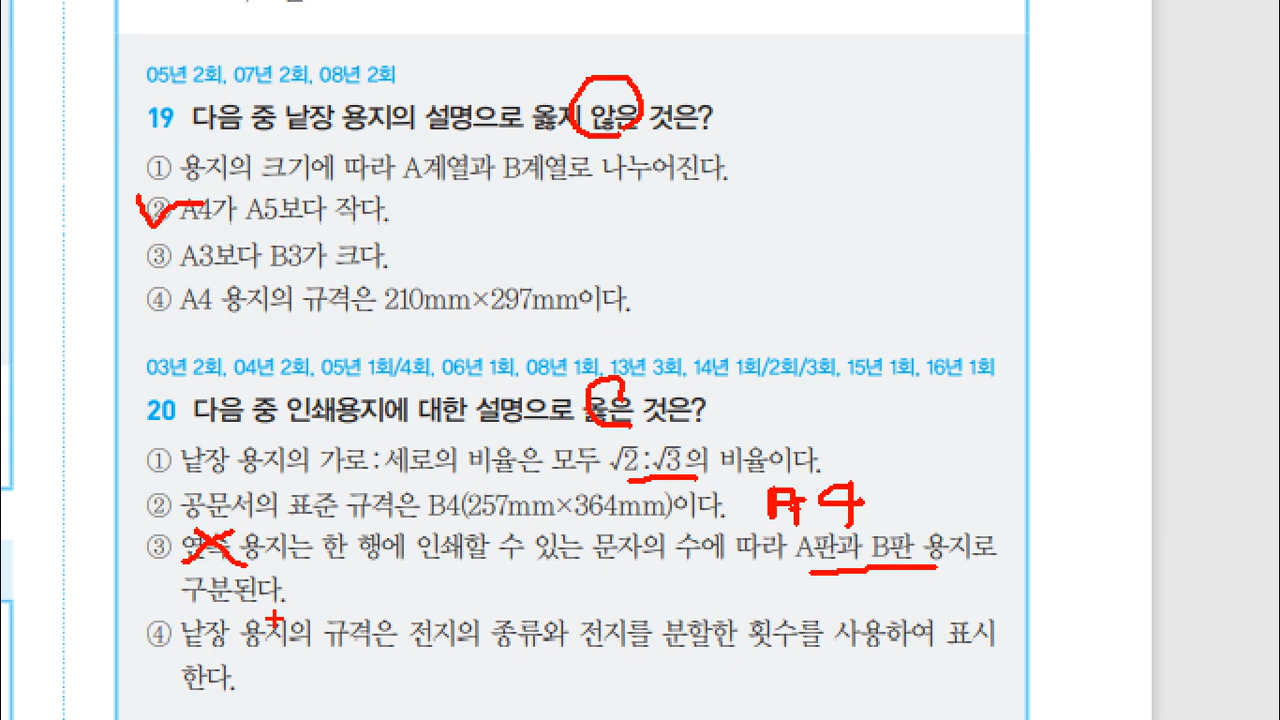 05년 2회, 07년 2회, 08년 2회
19 다음 중 낱장 용지의 설명으로 옳지 않은 것은?
① 용지의 크기에 따라 A계열과 B계열로 나누어진다.
② A4가 A5보다 작다.
③ A3보다 B3가 크다.
④ A4 용지의 규격은 210mm×297mm이다.
03년 2회, 04년 2회, 05년 1회/4회, 06년 1회, 08년 1회, 13년 3회, 14년 1회/2회/3회, 15년 1회, 16년 1회
20 다음 중 인쇄용지에 대한 설명으로 옳은 것은?
① 낱장 용지의 가로:세로의 비율은 모두 √2:√3의 비율이다.
② 공문서의 표준 규격은 B4(257mm×364mm)이다. A4
③ 연속 용지는 한 행에 인쇄할 수 있는 문자의 수에 따라 A판과 B판 용지로
구분된다.
④ 낱장 용지의 규격은 전지의 종류와 전지를 분할한 횟수를 사용하여 표시
한다.